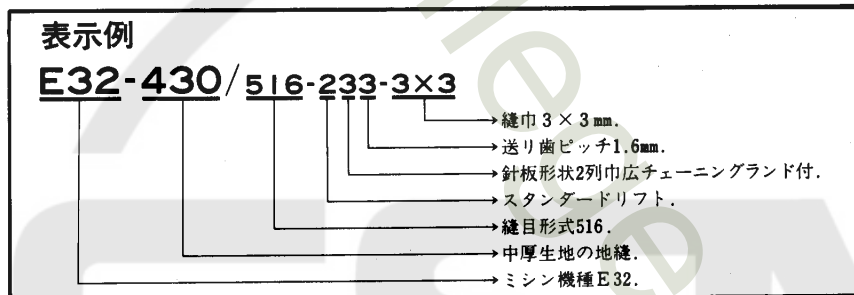 表示例
E32-430/516-233-3×3
縫巾3×3mm.
送り歯ピッチ1.6mm.
針板形状2列巾広チェーニングランド付.
スタンダードリフト.
縫目形式516.
中厚生地の地縫.
ミシン機種E32.